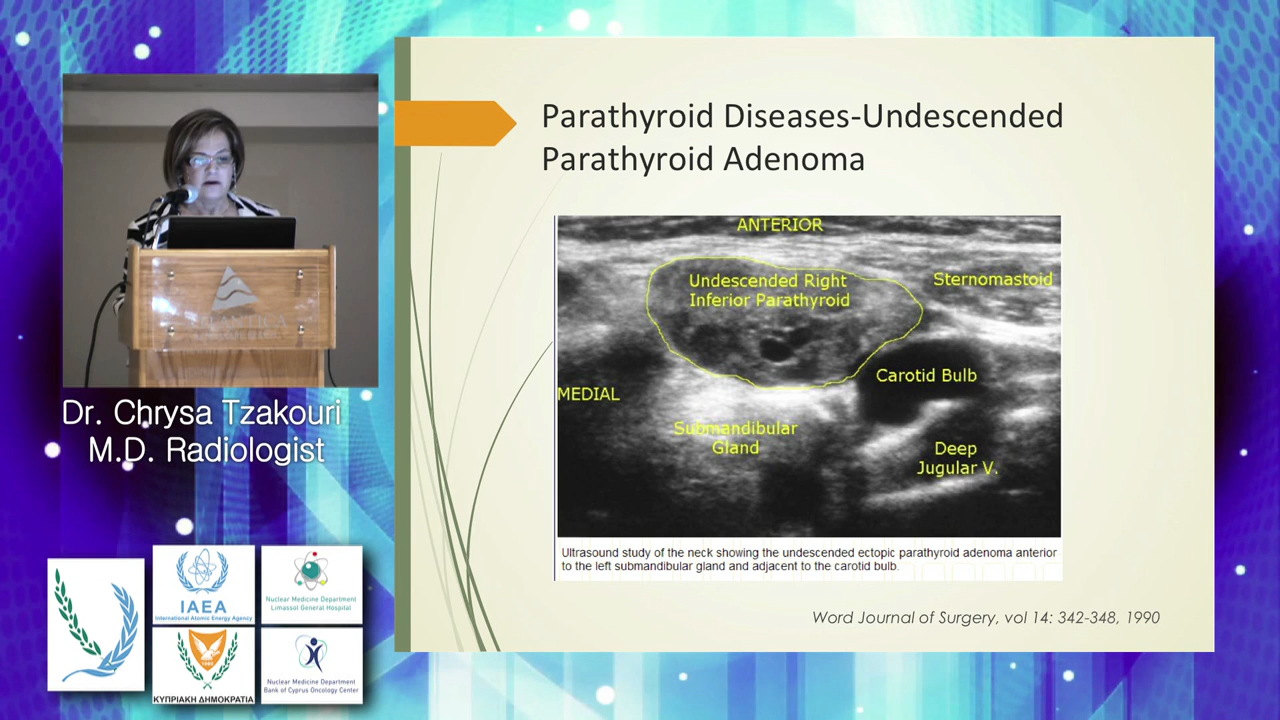 Parathyroid Diseases-Undescended
Parathyroid Adenoma
ANTERIOR
Undescended Right
Inferior Parathyroid
Sternomastoid
Carotid Bulb
MEDIAL
Submandibular
Gland
Deep
Jugular V.
Ultrasound study of the neck showing the undescended ectopic parathyroid adenoma anterior
to the left submandibular gland and adjacent to the carotid bulb.
Word Journal of Surgery, vol 14: 342-348, 1990
Dr. Chrysa Tzakouri
M.D. Radiologist
IAEA
International Atomic Energy Agency
Nuclear Medicine Department
Limassol General Hospital
1960
ΚΥΠΡΙΑΚΗ ΔΗΜΟΚΡΑΤΙΑ
Nuclear Medicine Department
Bank of Cyprus Oncology Center